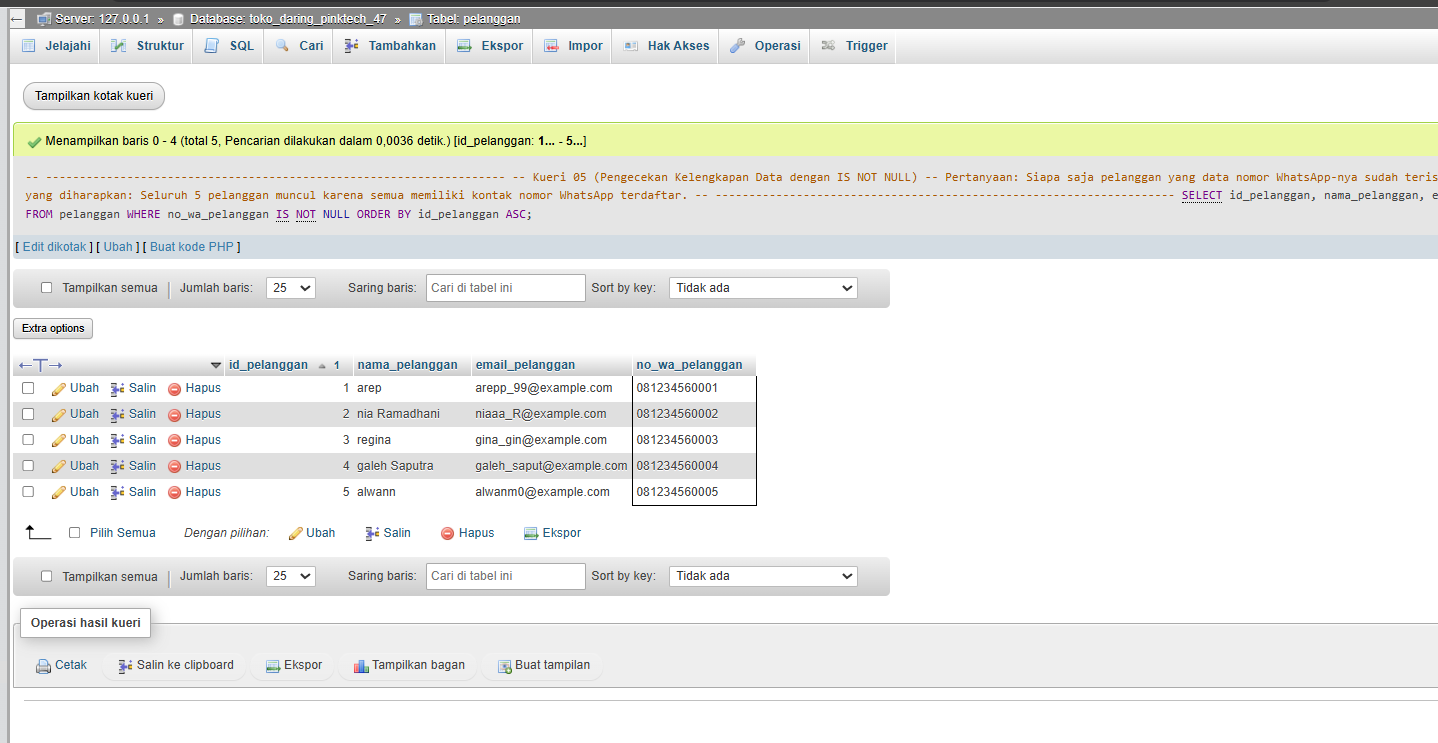 Server: 127.0.0.1 » Database: toko_daring_pinktech_47 » Tabel: pelanggan
Jelajahi Struktur SQL Cari Tambahkan Ekspor Impor Hak Akses Operasi Trigger
Tampilkan kotak kueri
Menampilkan baris 0 - 4 (total 5, Pencarian dilakukan dalam 0,0036 detik.) [id_pelanggan: 1... - 5...]
-- --------------------------------------------------------------- -- Kueri 05 (Pengecekan Kelengkapan Data dengan IS NOT NULL) -- Pertanyaan: Siapa saja pelanggan yang data nomor WhatsApp-nya sudah teris
yang diharapkan: Seluruh 5 pelanggan muncul karena semua memiliki kontak nomor WhatsApp terdaftar. -- --------------------------------------------------------------- SELECT id_pelanggan, nama_pelanggan, e
FROM pelanggan WHERE no_wa_pelanggan IS NOT NULL ORDER BY id_pelanggan ASC;
[ Edit dikotak ] [ Ubah ] [ Buat kode PHP ]
Tampilkan semua | Jumlah baris: 25 Saring baris: Cari di tabel ini Sort by key: Tidak ada
Extra options
←T→ id_pelanggan 1 nama_pelanggan email_pelanggan no_wa_pelanggan
Ubah Salin Hapus 1 arep arepp_99@example.com 081234560001
Ubah Salin Hapus 2 nia Ramadhani niaaa_R@example.com 081234560002
Ubah Salin Hapus 3 regina gina_gin@example.com 081234560003
Ubah Salin Hapus 4 galeh Saputra galeh_saput@example.com 081234560004
Ubah Salin Hapus 5 alwann alwanm0@example.com 081234560005
Pilih Semua Dengan pilihan: Ubah Salin Hapus Ekspor
Tampilkan semua | Jumlah baris: 25 Saring baris: Cari di tabel ini Sort by key: Tidak ada
Operasi hasil kueri
Cetak Salin ke clipboard Ekspor Tampilkan bagan Buat tampilan